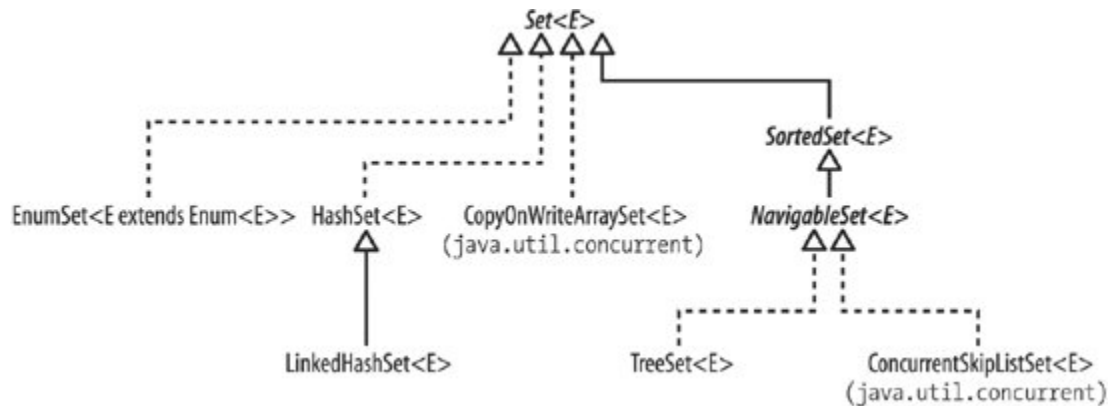 Set<E>
SortedSet<E>
EnumSet<E extends Enum<E>> HashSet<E> CopyOnWriteArraySet<E> NavigableSet<E>
(java.util.concurrent)
LinkedHashSet<E> TreeSet<E> ConcurrentSkipListSet<E>
(java.util.concurrent)